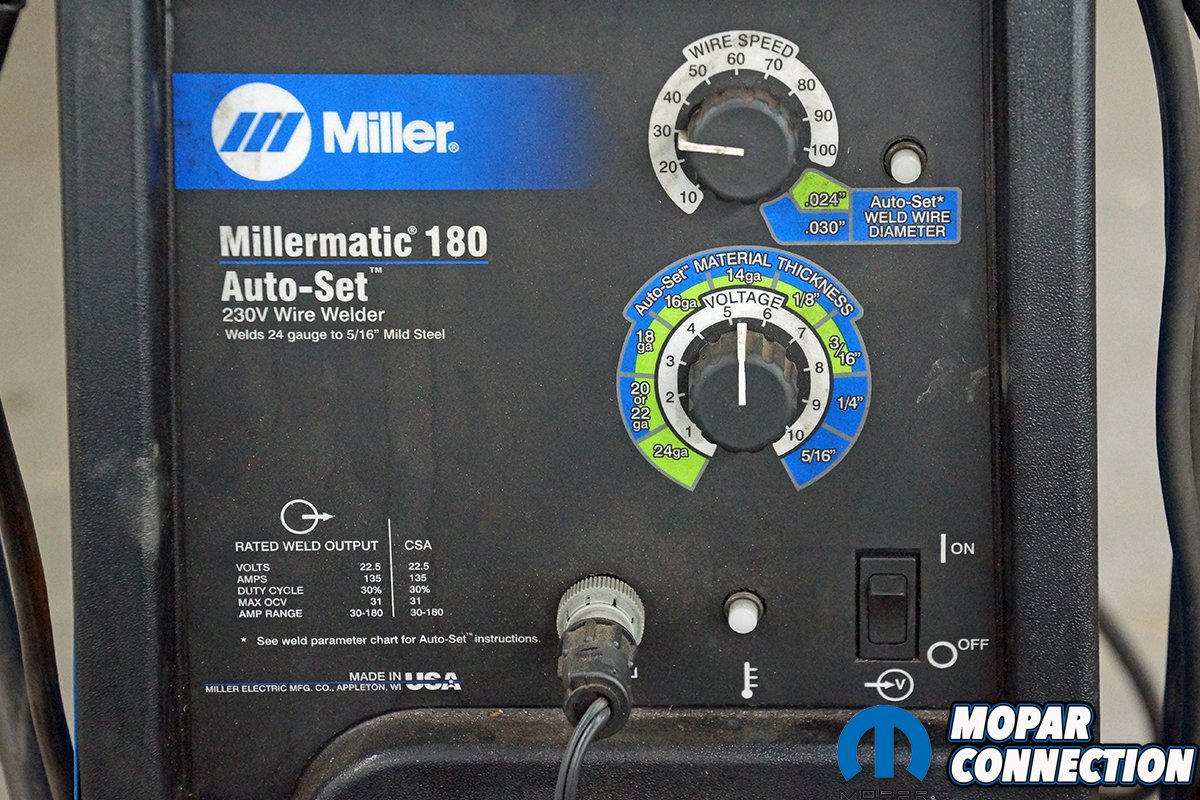 WIRE SPEED
10 20 30 40 50 60 70 80 90 100
Miller®
.024"
.030"
Auto-Set*
WELD WIRE
DIAMETER
Millermatic® 180
Auto-Set™
230V Wire Welder
Welds 24 gauge to 5/16" Mild Steel
Auto-Set™ MATERIAL THICKNESS
24ga
20 or 22 ga
18 ga
16ga
14ga
1/8"
3/16"
1/4"
5/16"
VOLTAGE
1 2 3 4 5 6 7 8 9 10
RATED WELD OUTPUT CSA
VOLTS 22.5 22.5
AMPS 135 135
DUTY CYCLE 30% 30%
MAX OCV 31 31
AMP RANGE 30-180 30-180
* See weld parameter chart for Auto-Set™ instructions.
MADE IN USA
MILLER ELECTRIC MFG. CO., APPLETON, WI
ON
OFF
V
MOPAR
CONNECTION
MOPAR®